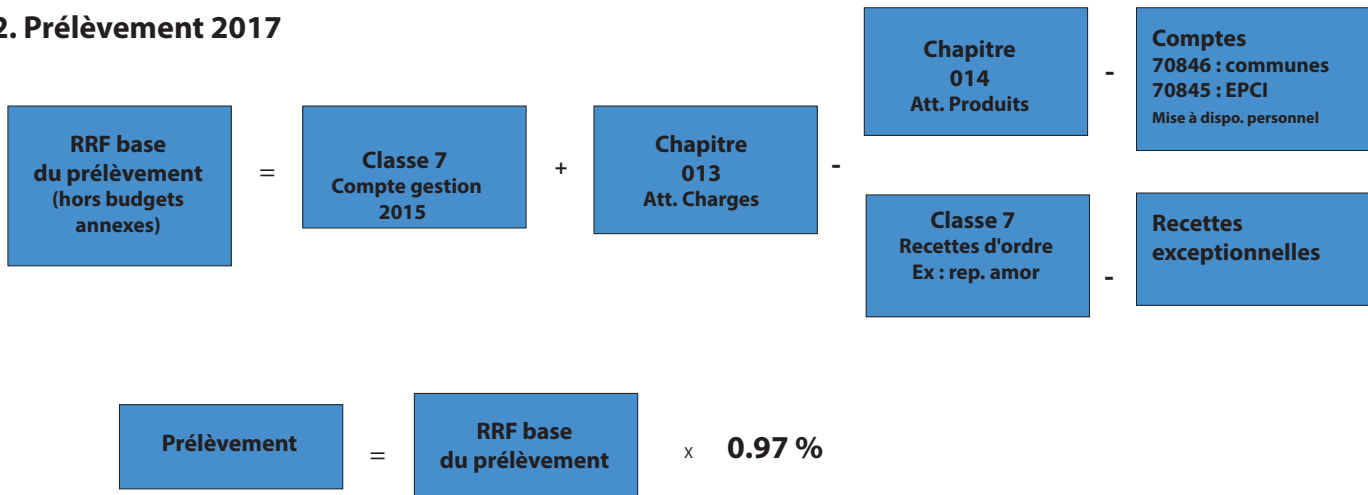 2. Prélèvement 2017
RRF base
du prélèvement
(hors budgets
annexes)
=
Classe 7
Compte gestion
2015
+
Chapitre
013
Att. Charges
-
Chapitre
014
Att. Produits
-
Comptes
70846 : communes
70845 : EPCI
Mise à dispo. personnel
Classe 7
Recettes d'ordre
Ex : rep. amor
-
Recettes
exceptionnelles
Prélèvement
=
RRF base
du prélèvement
x
0.97 %